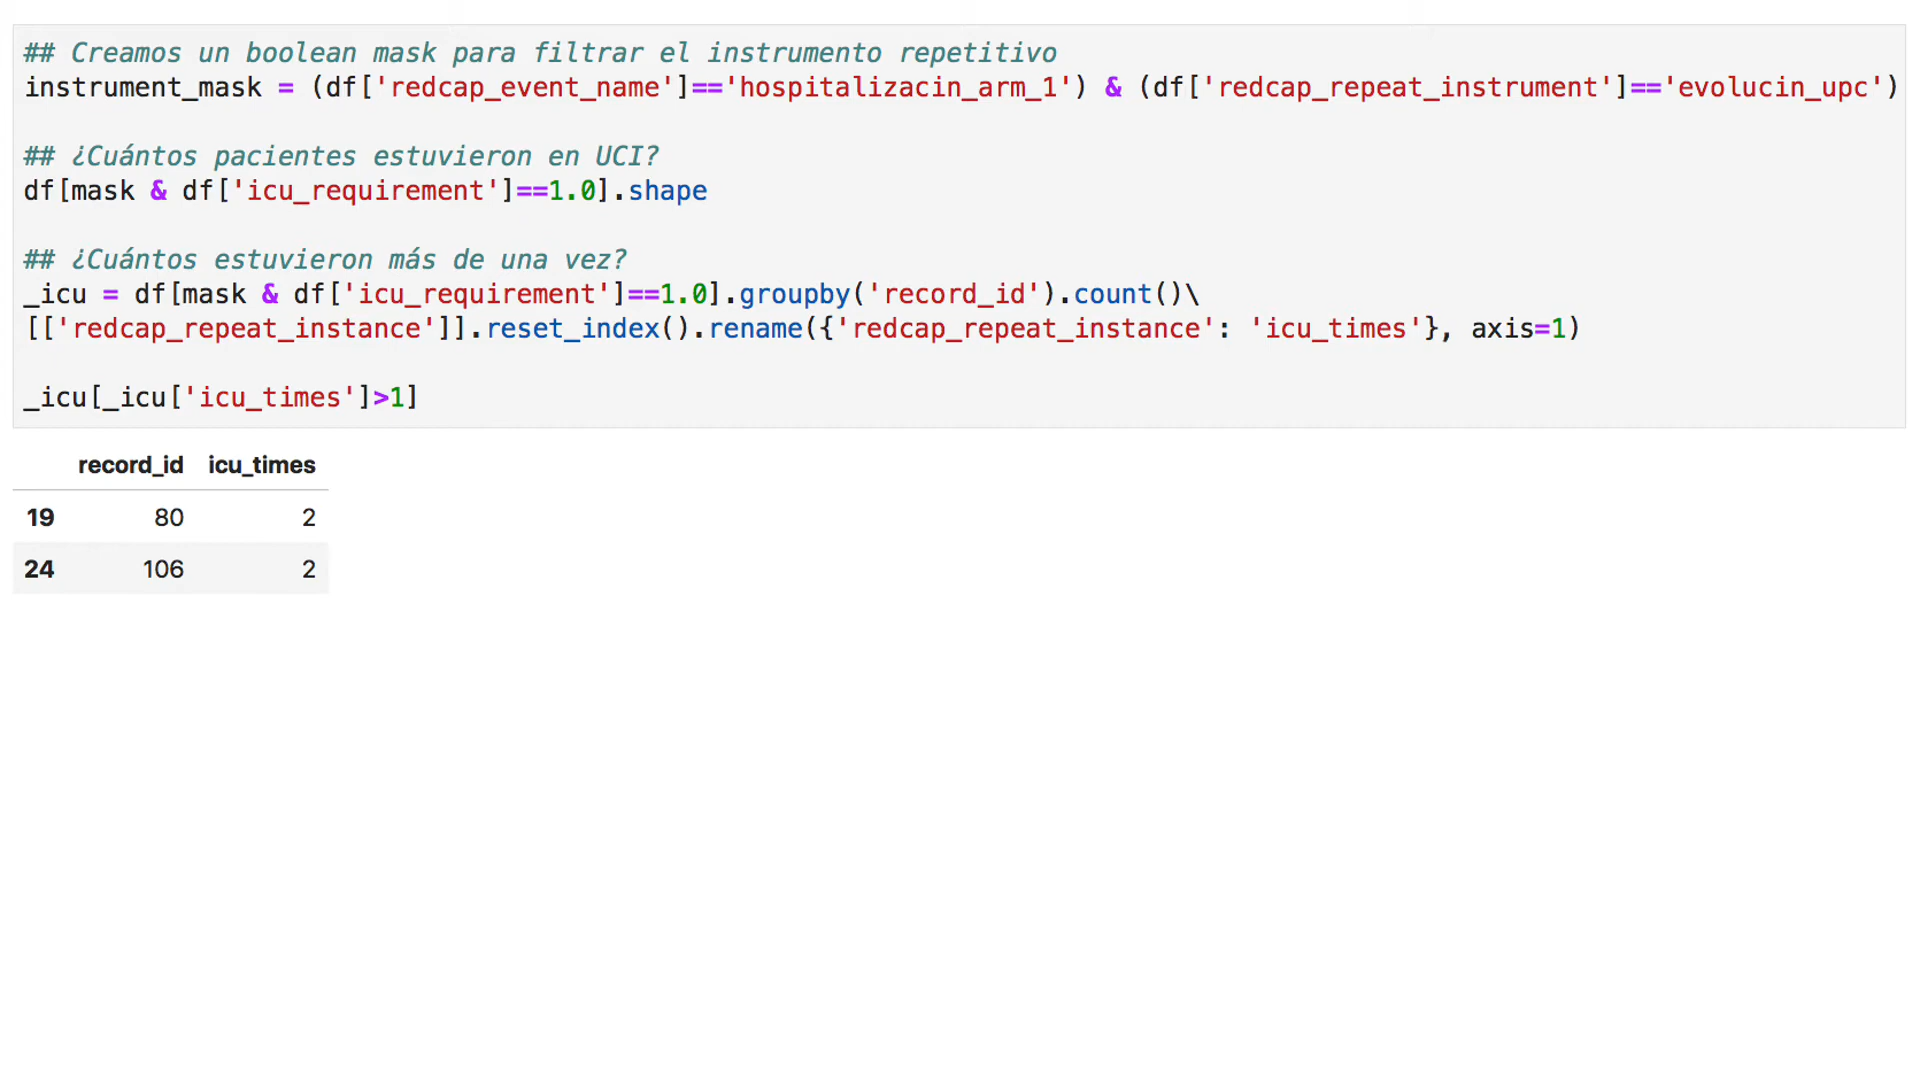 ## Creamos un boolean mask para filtrar el instrumento repetitivo
instrument_mask = (df['redcap_event_name']=='hospitalizacin_arm_1') & (df['redcap_repeat_instrument']=='evolucin_upc')
## ¿Cuántos pacientes estuvieron en UCI?
df[mask & df['icu_requirement']==1.0].shape
## ¿Cuántos estuvieron más de una vez?
_icu = df[mask & df['icu_requirement']==1.0].groupby('record_id').count()\
[['redcap_repeat_instance']].reset_index().rename({'redcap_repeat_instance': 'icu_times'}, axis=1)
_icu[_icu['icu_times']>1]
record_id icu_times
19 80 2
24 106 2